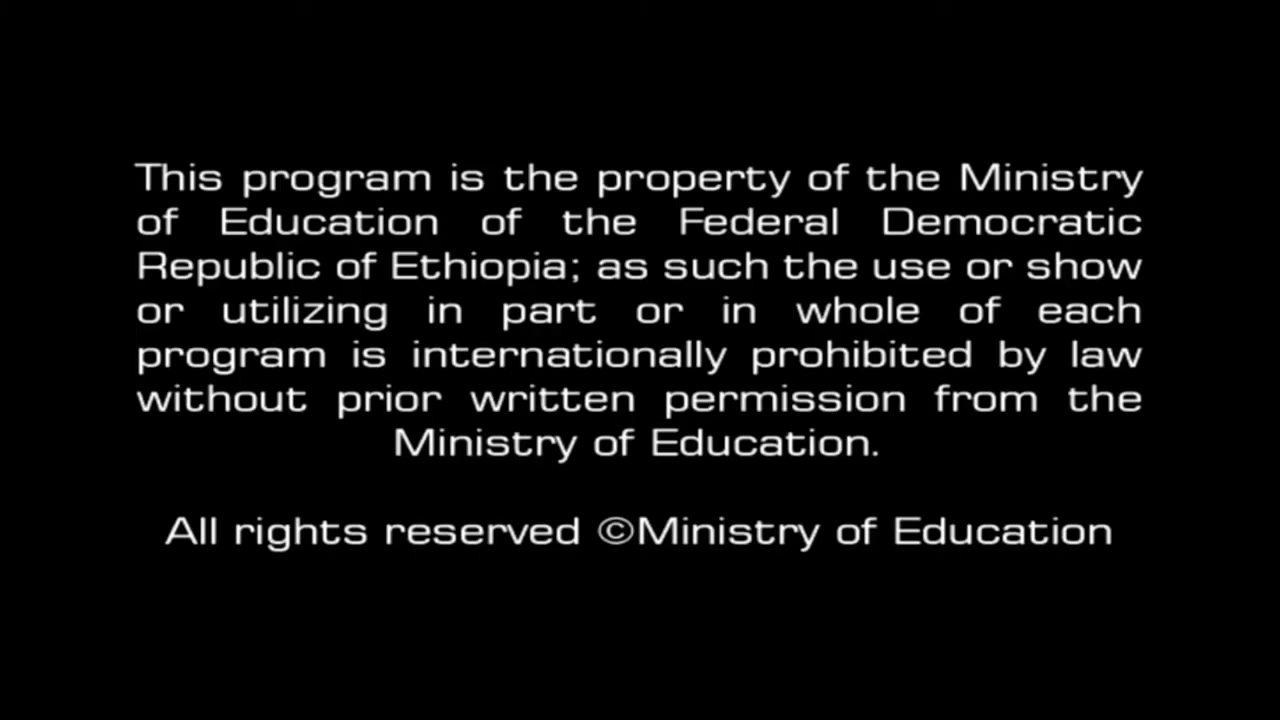 This program is the property of the Ministry
of Education of the Federal Democratic
Republic of Ethiopia; as such the use or show
or utilizing in part or in whole of each
program is internationally prohibited by law
without prior written permission from the
Ministry of Education.
All rights reserved ©Ministry of Education